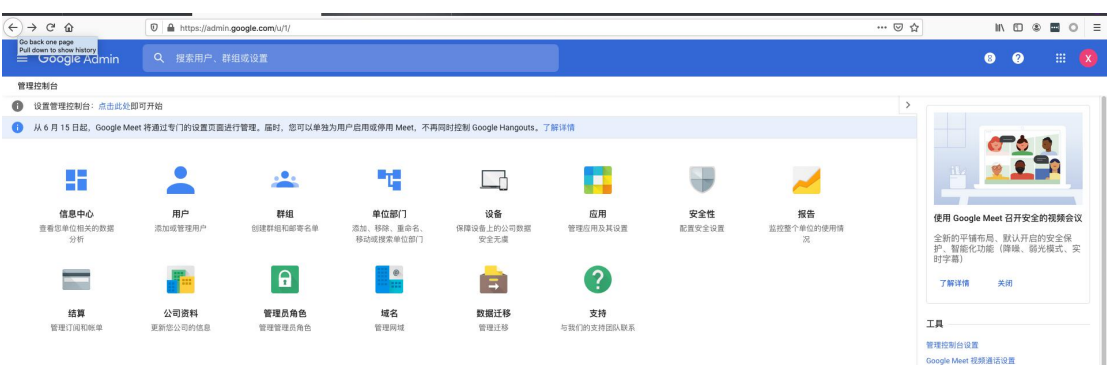 https://admin.google.com/u/1/
Go back one page
Pull down to show history
Google Admin
搜索用户、群组或设置
8
?
X
管理控制台
设置管理控制台：点击此处即可开始
从 6 月 15 日起，Google Meet 将通过专门的设置页面进行管理。届时，您可以单独为用户启用或停用 Meet，不再同时控制 Google Hangouts。了解详情
信息中心
查看您单位相关的数据
分析
用户
添加或管理用户
群组
创建群组和邮寄名单
单位部门
添加、移除、重命名、
移动或搜索单位部门
设备
保障设备上的公司数据
安全无虞
应用
管理应用及其设置
安全性
配置安全设置
报告
监控整个单位的使用情
况
结算
管理订阅和帐单
公司资料
更新您公司的信息
管理员角色
管理管理员角色
域名
管理网域
数据迁移
管理迁移
支持
与我们的支持团队联系
使用 Google Meet 召开安全的视频会议
全新的平铺布局、默认开启的安全保
护、智能化功能（降噪、弱光模式、实
时字幕）
了解详情 关闭
工具
管理控制台设置
Google Meet 视频通话设置